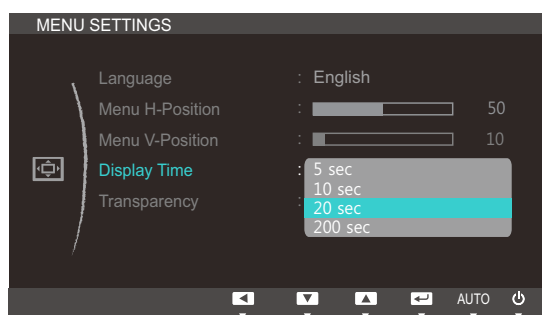 MENU SETTINGS
Language : English
Menu H-Position : 50
Menu V-Position : 10
Display Time : 5 sec
10 sec
Transparency : 20 sec
200 sec
AUTO